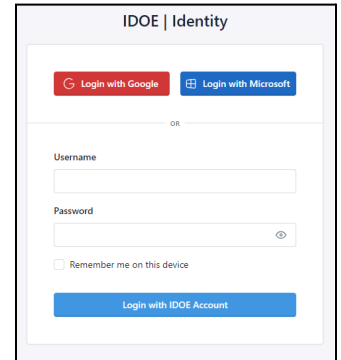 IDOE | Identity
Login with Google
Login with Microsoft
OR
Username
Password
Remember me on this device
Login with IDOE Account